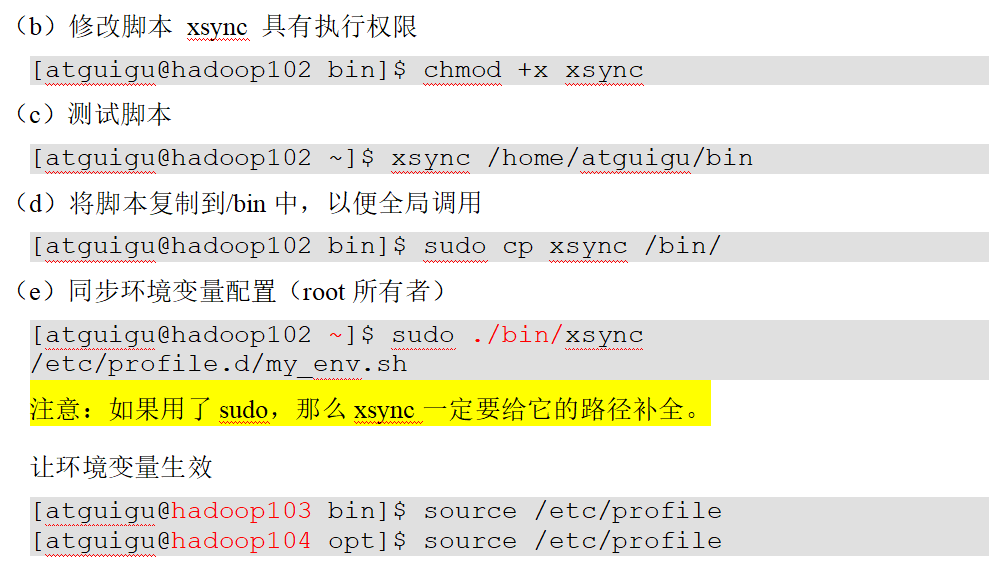 （b）修改脚本 xsync 具有执行权限
[atguigu@hadoop102 bin]$ chmod +x xsync
（c）测试脚本
[atguigu@hadoop102 ~]$ xsync /home/atguigu/bin
（d）将脚本复制到/bin 中，以便全局调用
[atguigu@hadoop102 bin]$ sudo cp xsync /bin/
（e）同步环境变量配置（root 所有者）
[atguigu@hadoop102 ~]$ sudo ./bin/xsync
/etc/profile.d/my_env.sh
注意：如果用了 sudo，那么 xsync 一定要给它的路径补全。
让环境变量生效
[atguigu@hadoop103 bin]$ source /etc/profile
[atguigu@hadoop104 opt]$ source /etc/profile